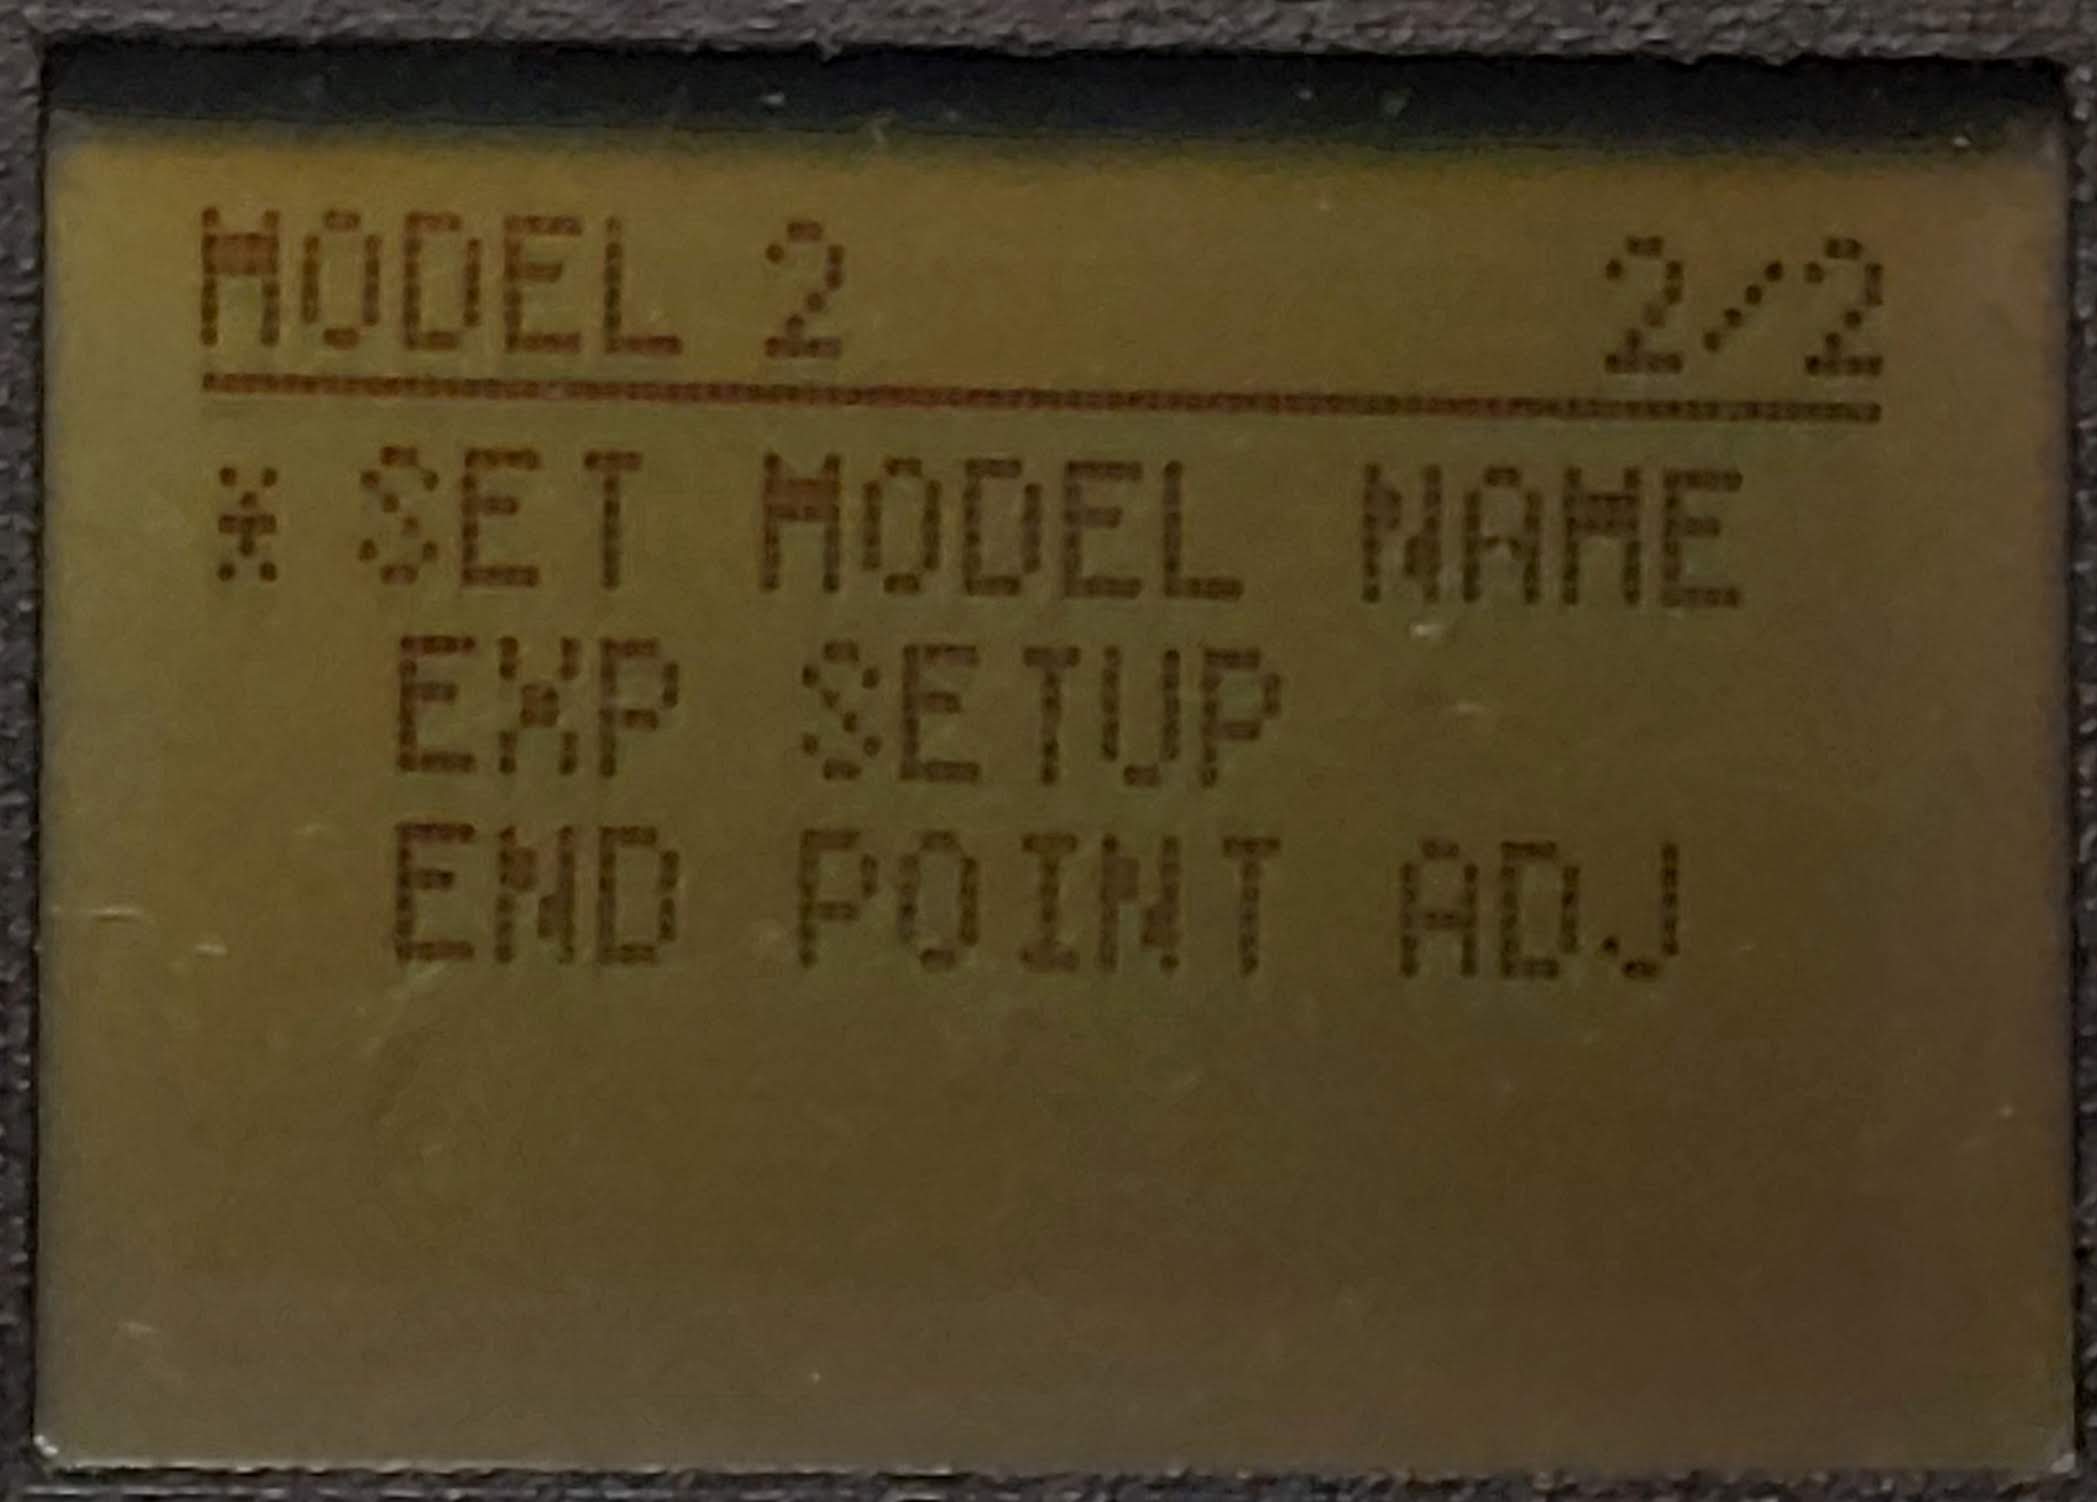 MODEL 2 2/2
* SET MODEL NAME
EXP SETUP
END POINT ADJ